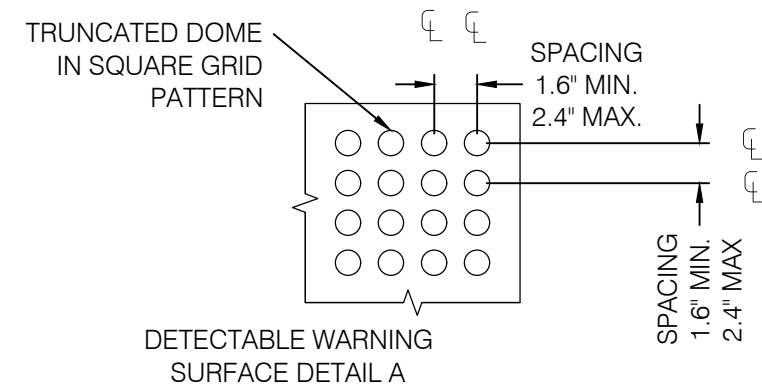 TRUNCATED DOME
IN SQUARE GRID
PATTERN
℄ ℄
SPACING
1.6" MIN.
2.4" MAX.
℄
℄
SPACING
1.6" MIN.
2.4" MAX
DETECTABLE WARNING
SURFACE DETAIL A